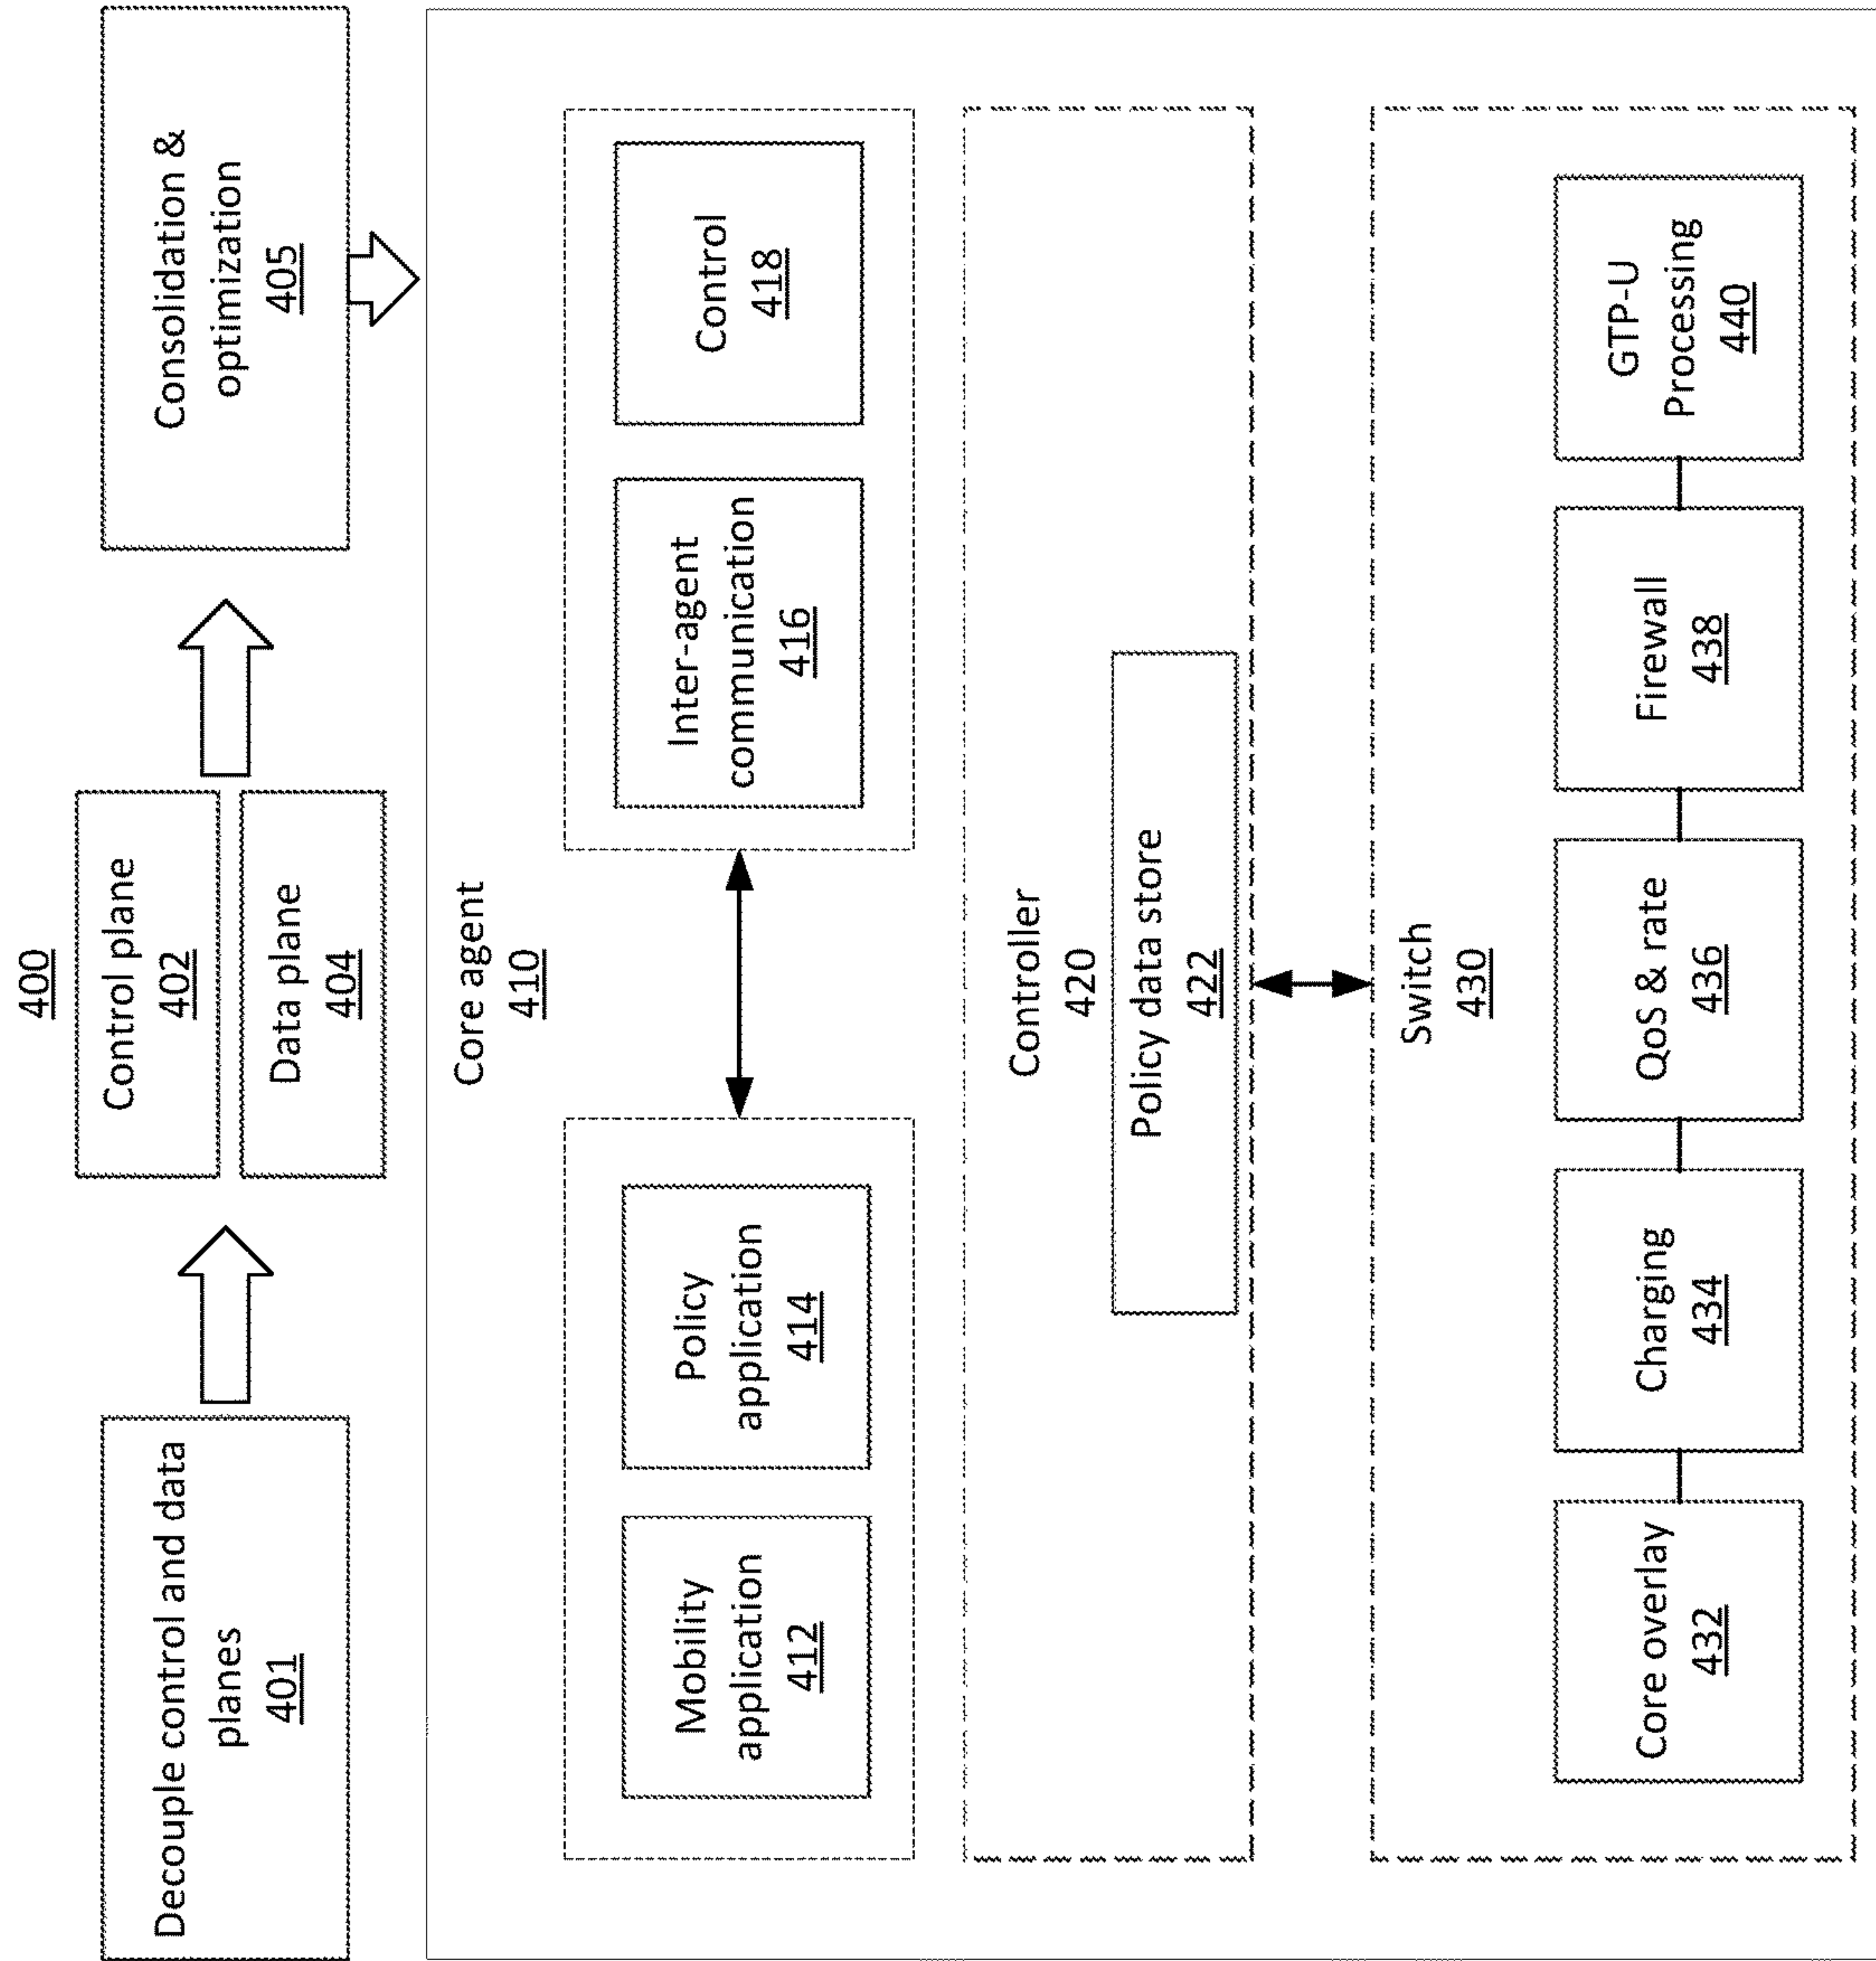 400
Decouple control and data
planes
401
Control plane
402
Data plane
404
Consolidation &
optimization
405
Core agent
410
Mobility
application
412
Policy
application
414
Inter-agent
communication
416
Control
418
Controller
420
Policy data store
422
Switch
430
Core overlay
432
Charging
434
QoS & rate
436
Firewall
438
GTP-U
Processing
440